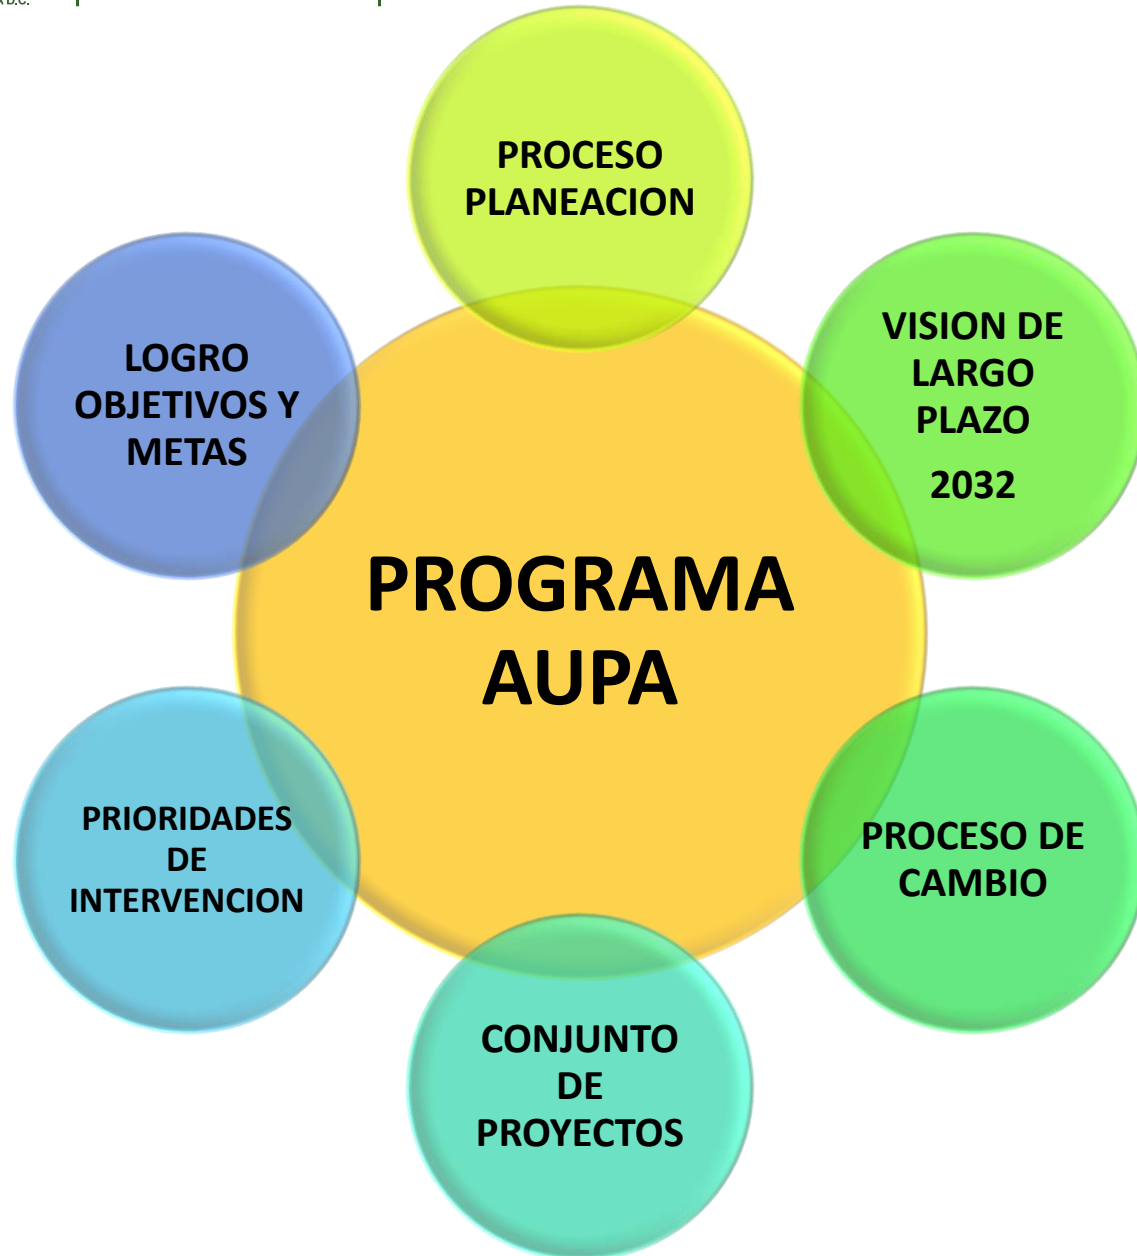 D.C.
PROCESO
PLANEACION
VISION DE
LARGO
PLAZO
2032
PROCESO DE
CAMBIO
CONJUNTO
DE
PROYECTOS
PRIORIDADES
DE
INTERVENCION
LOGRO
OBJETIVOS Y
METAS
PROGRAMA
AUPA